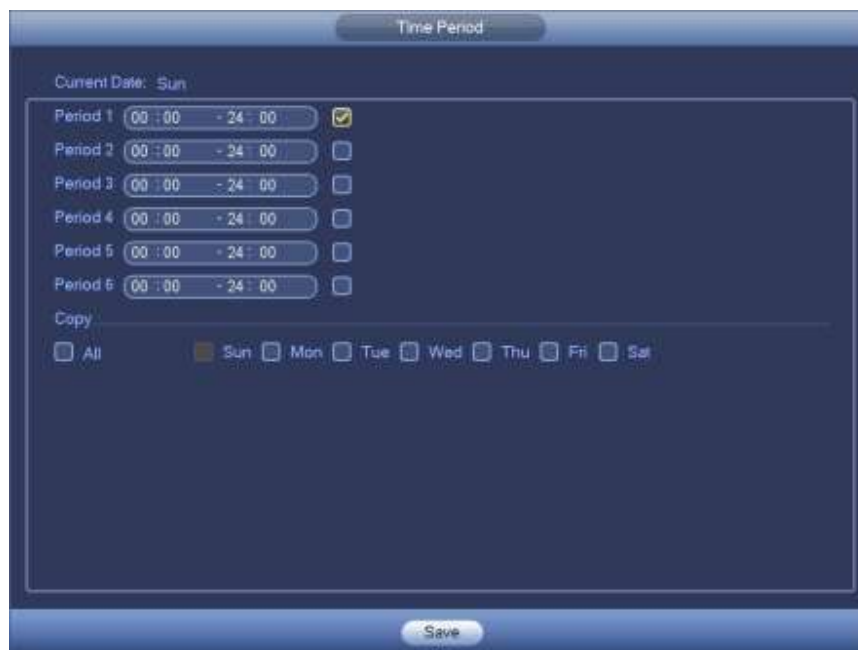 Time Period
Current Date: Sun
Period 1 00 :00 - 24 : 00
Period 2 00 :00 - 24 : 00
Period 3 00 :00 - 24 : 00
Period 4 00 :00 - 24 : 00
Period 5 00 :00 - 24 : 00
Period 6 00 :00 - 24 : 00
Copy
All Sun Mon Tue Wed Thu Fri Sat
Save